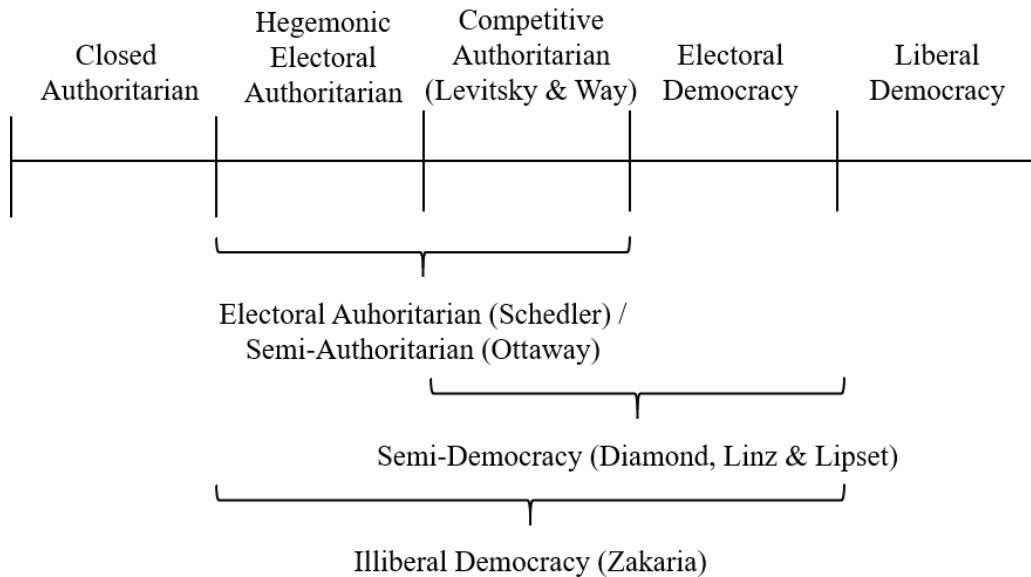 Closed
Authoritarian
Hegemonic
Electoral
Authoritarian
Competitive
Authoritarian
(Levitsky & Way)
Electoral
Democracy
Liberal
Democracy
Electoral Auhoritarian (Schedler) /
Semi-Authoritarian (Ottaway)
Semi-Democracy (Diamond, Linz & Lipset)
Illiberal Democracy (Zakaria)